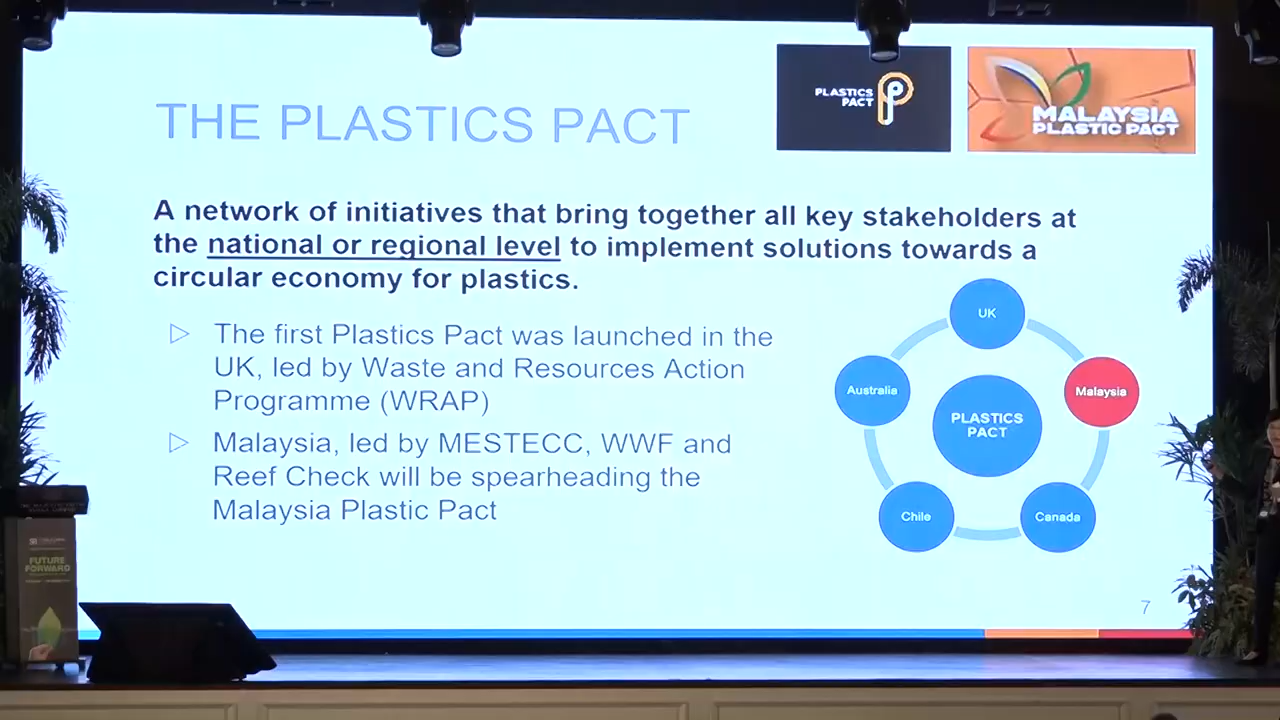 PLASTICS
PACT
MALAYSIA
PLASTIC PACT
THE PLASTICS PACT
A network of initiatives that bring together all key stakeholders at
the national or regional level to implement solutions towards a
circular economy for plastics.
The first Plastics Pact was launched in the
UK, led by Waste and Resources Action
Programme (WRAP)
Malaysia, led by MESTECC, WWF and
Reef Check will be spearheading the
Malaysia Plastic Pact
UK
Australia
Malaysia
PLASTICS
PACT
Chile
Canada
7
FUTURE
FORWARD